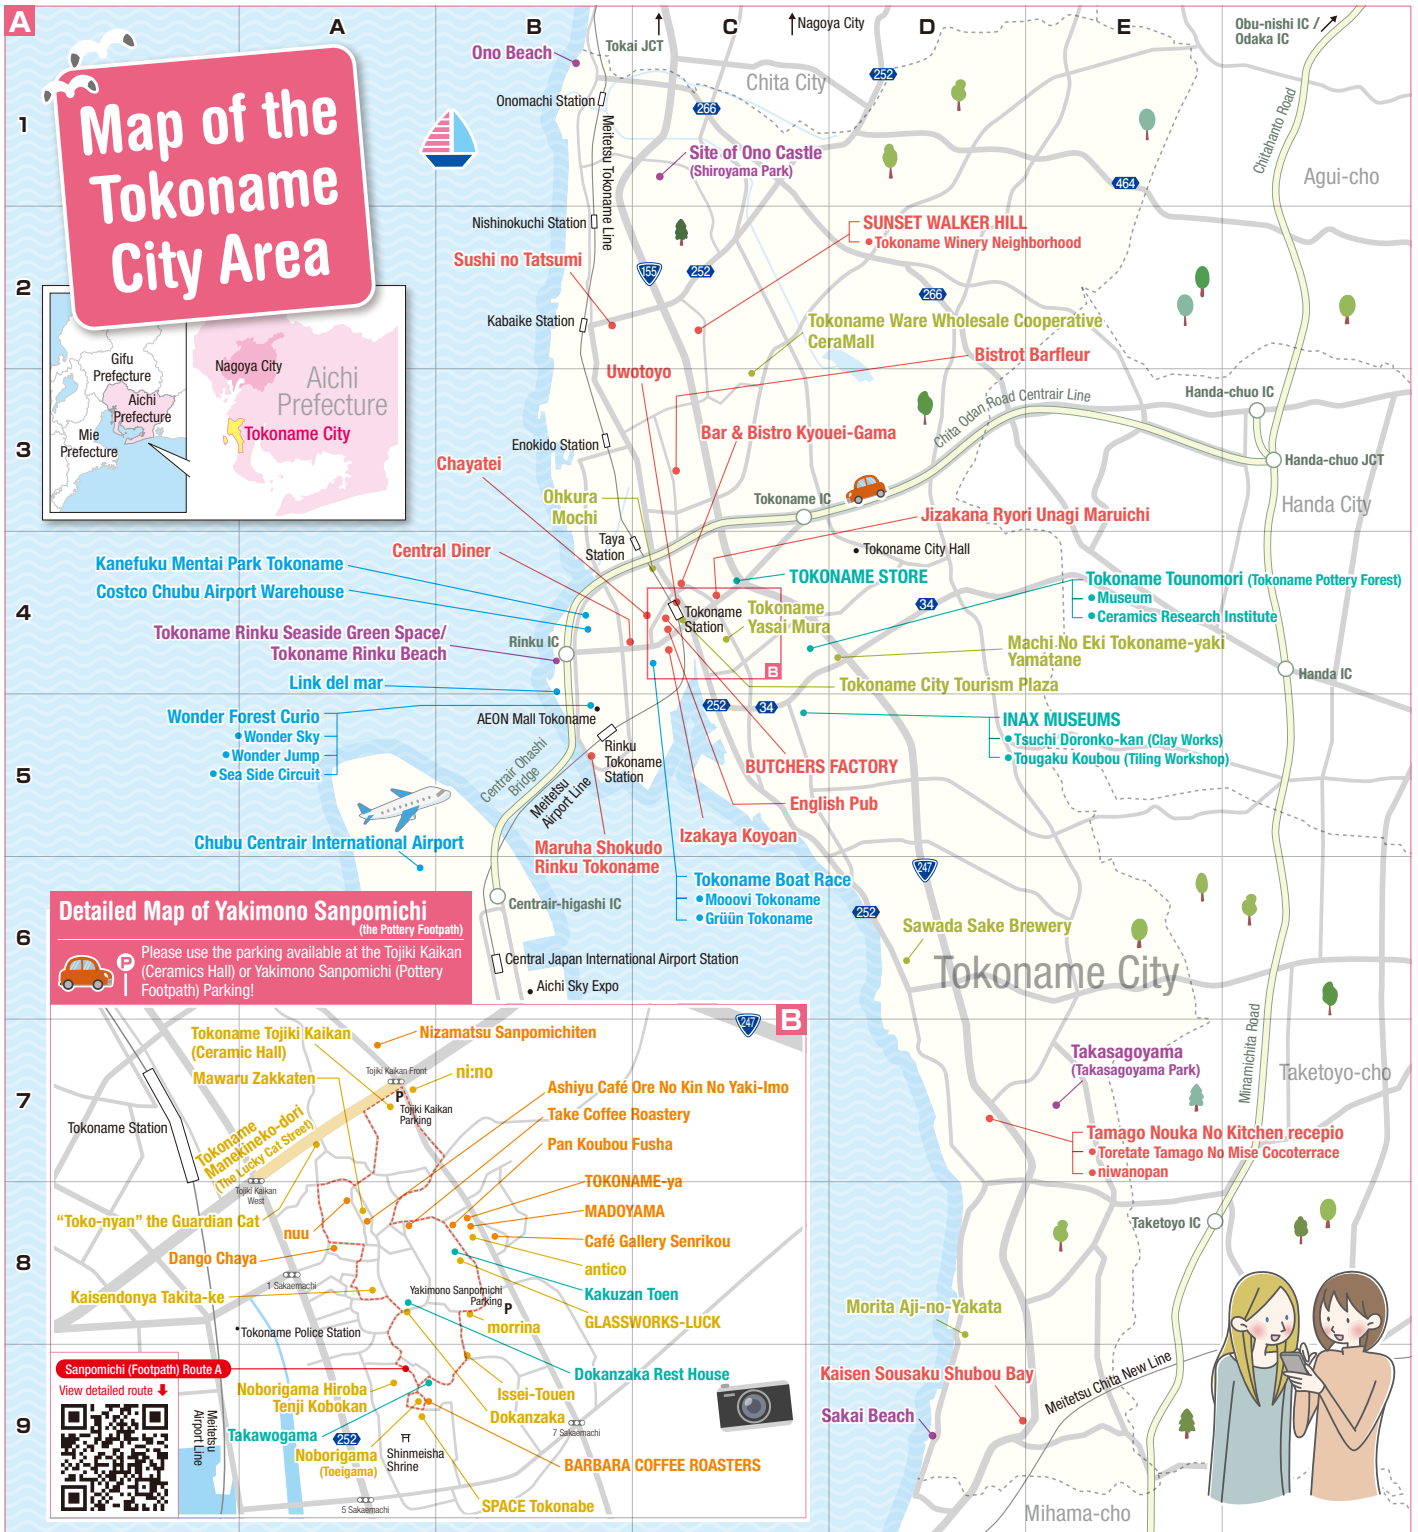 A
A
B
C
D
E
1
2
3
4
5
6
7
8
9
Map of the
Tokoname
City Area
Gifu
Prefecture
Aichi
Prefecture
Mie
Prefecture
Nagoya City
Aichi
Prefecture
Tokoname City
Ono Beach
Tokai JCT
Nagoya City
Obu-nishi IC /
Odaka IC
Chita City
252
266
Onomachi Station
Meitetsu Tokoname Line
Site of Ono Castle
(Shiroyama Park)
464
Chitahanto Road
Agui-cho
Nishinokuchi Station
SUNSET WALKER HILL
Tokoname Winery Neighborhood
Sushi no Tatsumi
155
252
266
Kabaike Station
Tokoname Ware Wholesale Cooperative
CeraMall
Bistrot Barfleur
Uwotoyo
Handa-chuo IC
Chita Odan Road Centrair Line
Enokido Station
Bar & Bistro Kyouei-Gama
Handa-chuo JCT
Chayatei
Ohkura
Mochi
Tokoname IC
Handa City
Jizakana Ryori Unagi Maruichi
Taya
Station
Central Diner
Tokoname City Hall
Kanefuku Mentai Park Tokoname
Costco Chubu Airport Warehouse
TOKONAME STORE
Tokoname Tounomori (Tokoname Pottery Forest)
Museum
Ceramics Research Institute
34
Tokoname
Station
Tokoname
Yasai Mura
Tokoname Rinku Seaside Green Space/
Tokoname Rinku Beach
Rinku IC
Machi No Eki Tokoname-yaki
Yamatane
B
Handa IC
Link del mar
Tokoname City Tourism Plaza
Wonder Forest Curio
Wonder Sky
Wonder Jump
Sea Side Circuit
AEON Mall Tokoname
252
34
INAX MUSEUMS
Tsuchi Doronko-kan (Clay Works)
Tougaku Koubou (Tiling Workshop)
Rinku
Tokoname
Station
Centrair Ohashi
Bridge
Meitetsu
Airport Line
BUTCHERS FACTORY
English Pub
Izakaya Koyoan
Chubu Centrair International Airport
Maruha Shokudo
Rinku Tokoname
247
Tokoname Boat Race
Mooovi Tokoname
Grüün Tokoname
252
Centrair-higashi IC
Sawada Sake Brewery
Tokoname City
Central Japan International Airport Station
Aichi Sky Expo
Minamichita Road
Takasagoyama
(Takasagoyama Park)
Taketoyo-cho
Tamago Nouka No Kitchen recepio
Toretate Tamago No Mise Cocoterrace
niwanopan
Taketoyo IC
Morita Aji-no-Yakata
Kaisen Sousaku Shubou Bay
Meitetsu Chita New Line
Sakai Beach
Mihama-cho
Detailed Map of Yakimono Sanpomichi
(the Pottery Footpath)
P
Please use the parking available at the Tojiki Kaikan
(Ceramics Hall) or Yakimono Sanpomichi (Pottery
Footpath) Parking!
B
247
Tokoname Tojiki Kaikan
(Ceramic Hall)
Nizamatsu Sanpomichiten
Mawaru Zakkaten
Tojiki Kaikan Front
ni:no
P
Tojiki Kaikan
Parking
Ashiyu Café Ore No Kin No Yaki-Imo
Take Coffee Roastery
Pan Koubou Fusha
Tokoname Station
Tokoname
Manekineko-dori
(The Lucky Cat Street)
Tojiki Kaikan
West
TOKONAME-ya
MADOYAMA
Café Gallery Senrikou
antico
Kakuzan Toen
GLASSWORKS-LUCK
“Toko-nyan” the Guardian Cat
nuu
Dango Chaya
1 Sakaemachi
Kaisendonya Takita-ke
Yakimono Sanpomichi
Parking
P
morrina
Tokoname Police Station
Dokanzaka Rest House
Sanpomichi (Footpath) Route A
View detailed route
Noborigama Hiroba
Tenji Kobokan
Issei-Touen
Dokanzaka
Takawogama
Meitetsu
Airport Line
252
Noborigama
(Toeigama)
Shinmeisha
Shrine
7 Sakaemachi
BARBARA COFFEE ROASTERS
5 Sakaemachi
SPACE Tokonabe